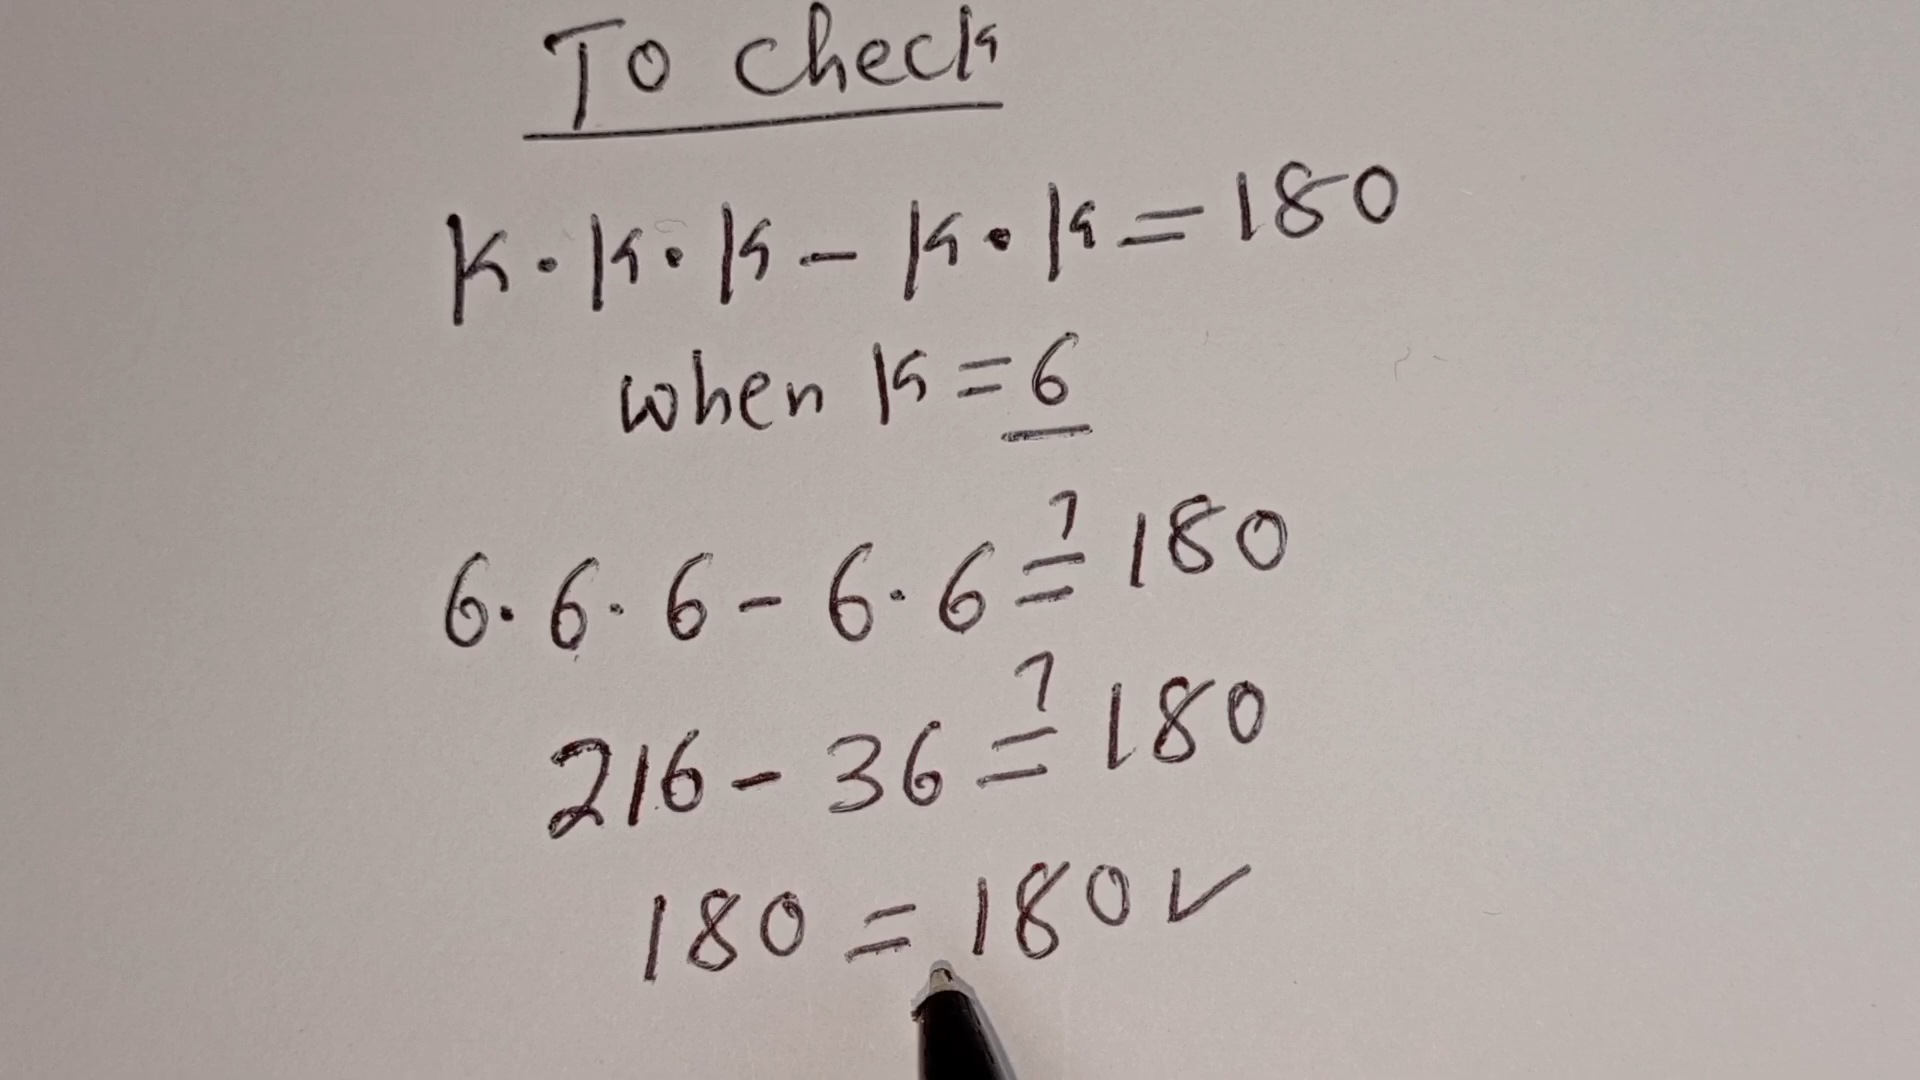 To check
K·K·K - K·K = 180
when K = 6
6·6·6 - 6·6 ≟ 180
216 - 36 ≟ 180
180 = 180 ✓